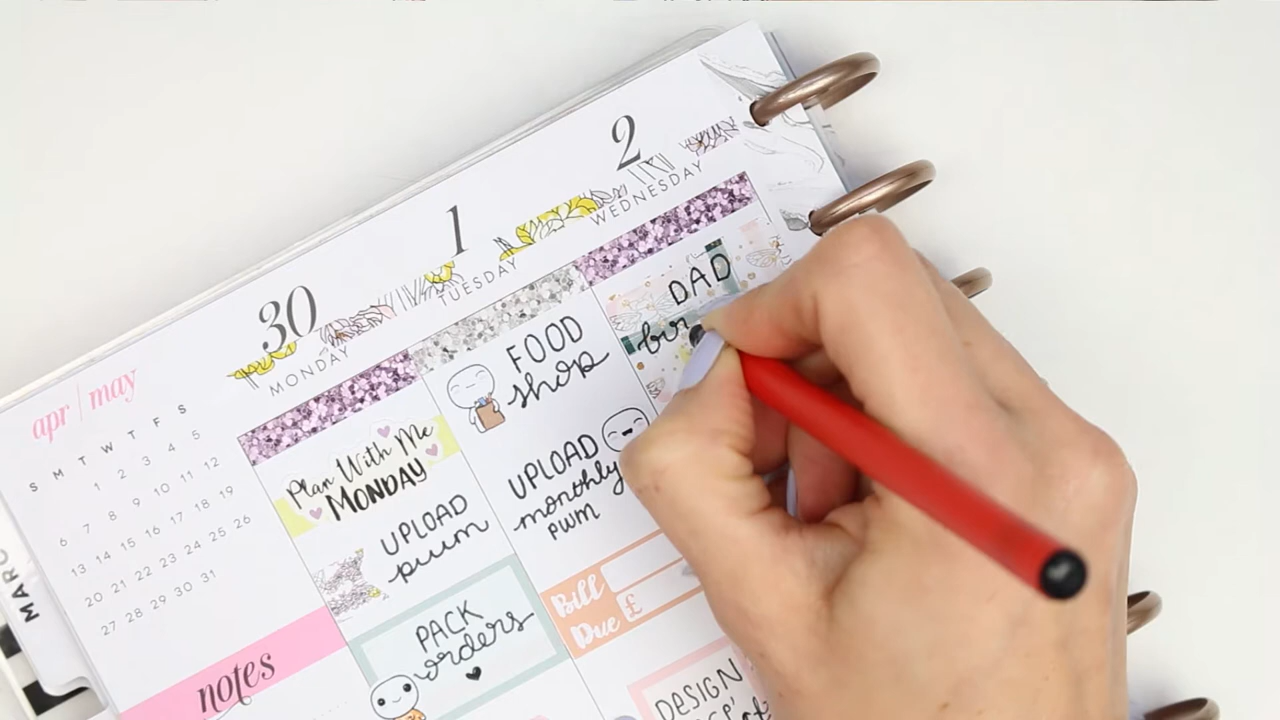 2
WEDNESDAY
1
TUESDAY
30
MONDAY
apr | may
S M T W T F S
1 2 3 4 5
6 7 8 9 10 11 12
13 14 15 16 17 18 19
20 21 22 23 24 25 26
27 28 29 30 31
MARC
notes
Plan With Me
MONDAY
UPLOAD
pwm
PACK
orders
FOOD
shop
UPLOAD
monthly
PWM
Bill
Due £
DAD
bir
DESIGN